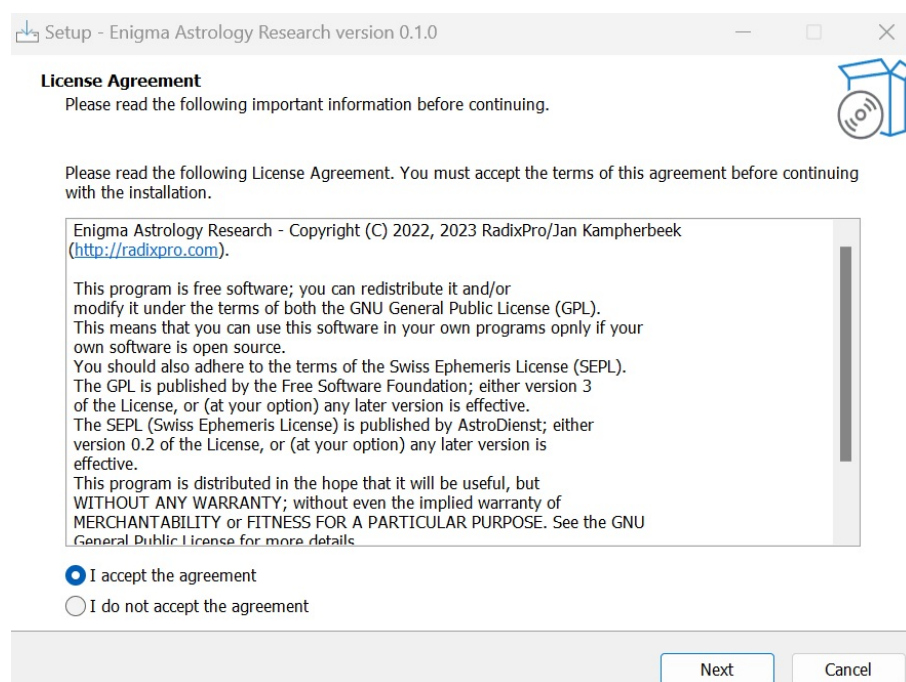 Setup - Enigma Astrology Research version 0.1.0
License Agreement
Please read the following important information before continuing.
Please read the following License Agreement. You must accept the terms of this agreement before continuing
with the installation.
Enigma Astrology Research - Copyright (C) 2022, 2023 RadixPro/Jan Kampherbeek
(http://radixpro.com).
This program is free software; you can redistribute it and/or
modify it under the terms of both the GNU General Public License (GPL).
This means that you can use this software in your own programs opnly if your
own software is open source.
You should also adhere to the terms of the Swiss Ephemeris License (SEPL).
The GPL is published by the Free Software Foundation; either version 3
of the License, or (at your option) any later version is effective.
The SEPL (Swiss Ephemeris License) is published by AstroDienst; either
version 0.2 of the License, or (at your option) any later version is
effective.
This program is distributed in the hope that it will be useful, but
WITHOUT ANY WARRANTY; without even the implied warranty of
MERCHANTABILITY or FITNESS FOR A PARTICULAR PURPOSE. See the GNU
General Public License for more details
I accept the agreement
I do not accept the agreement
Next
Cancel